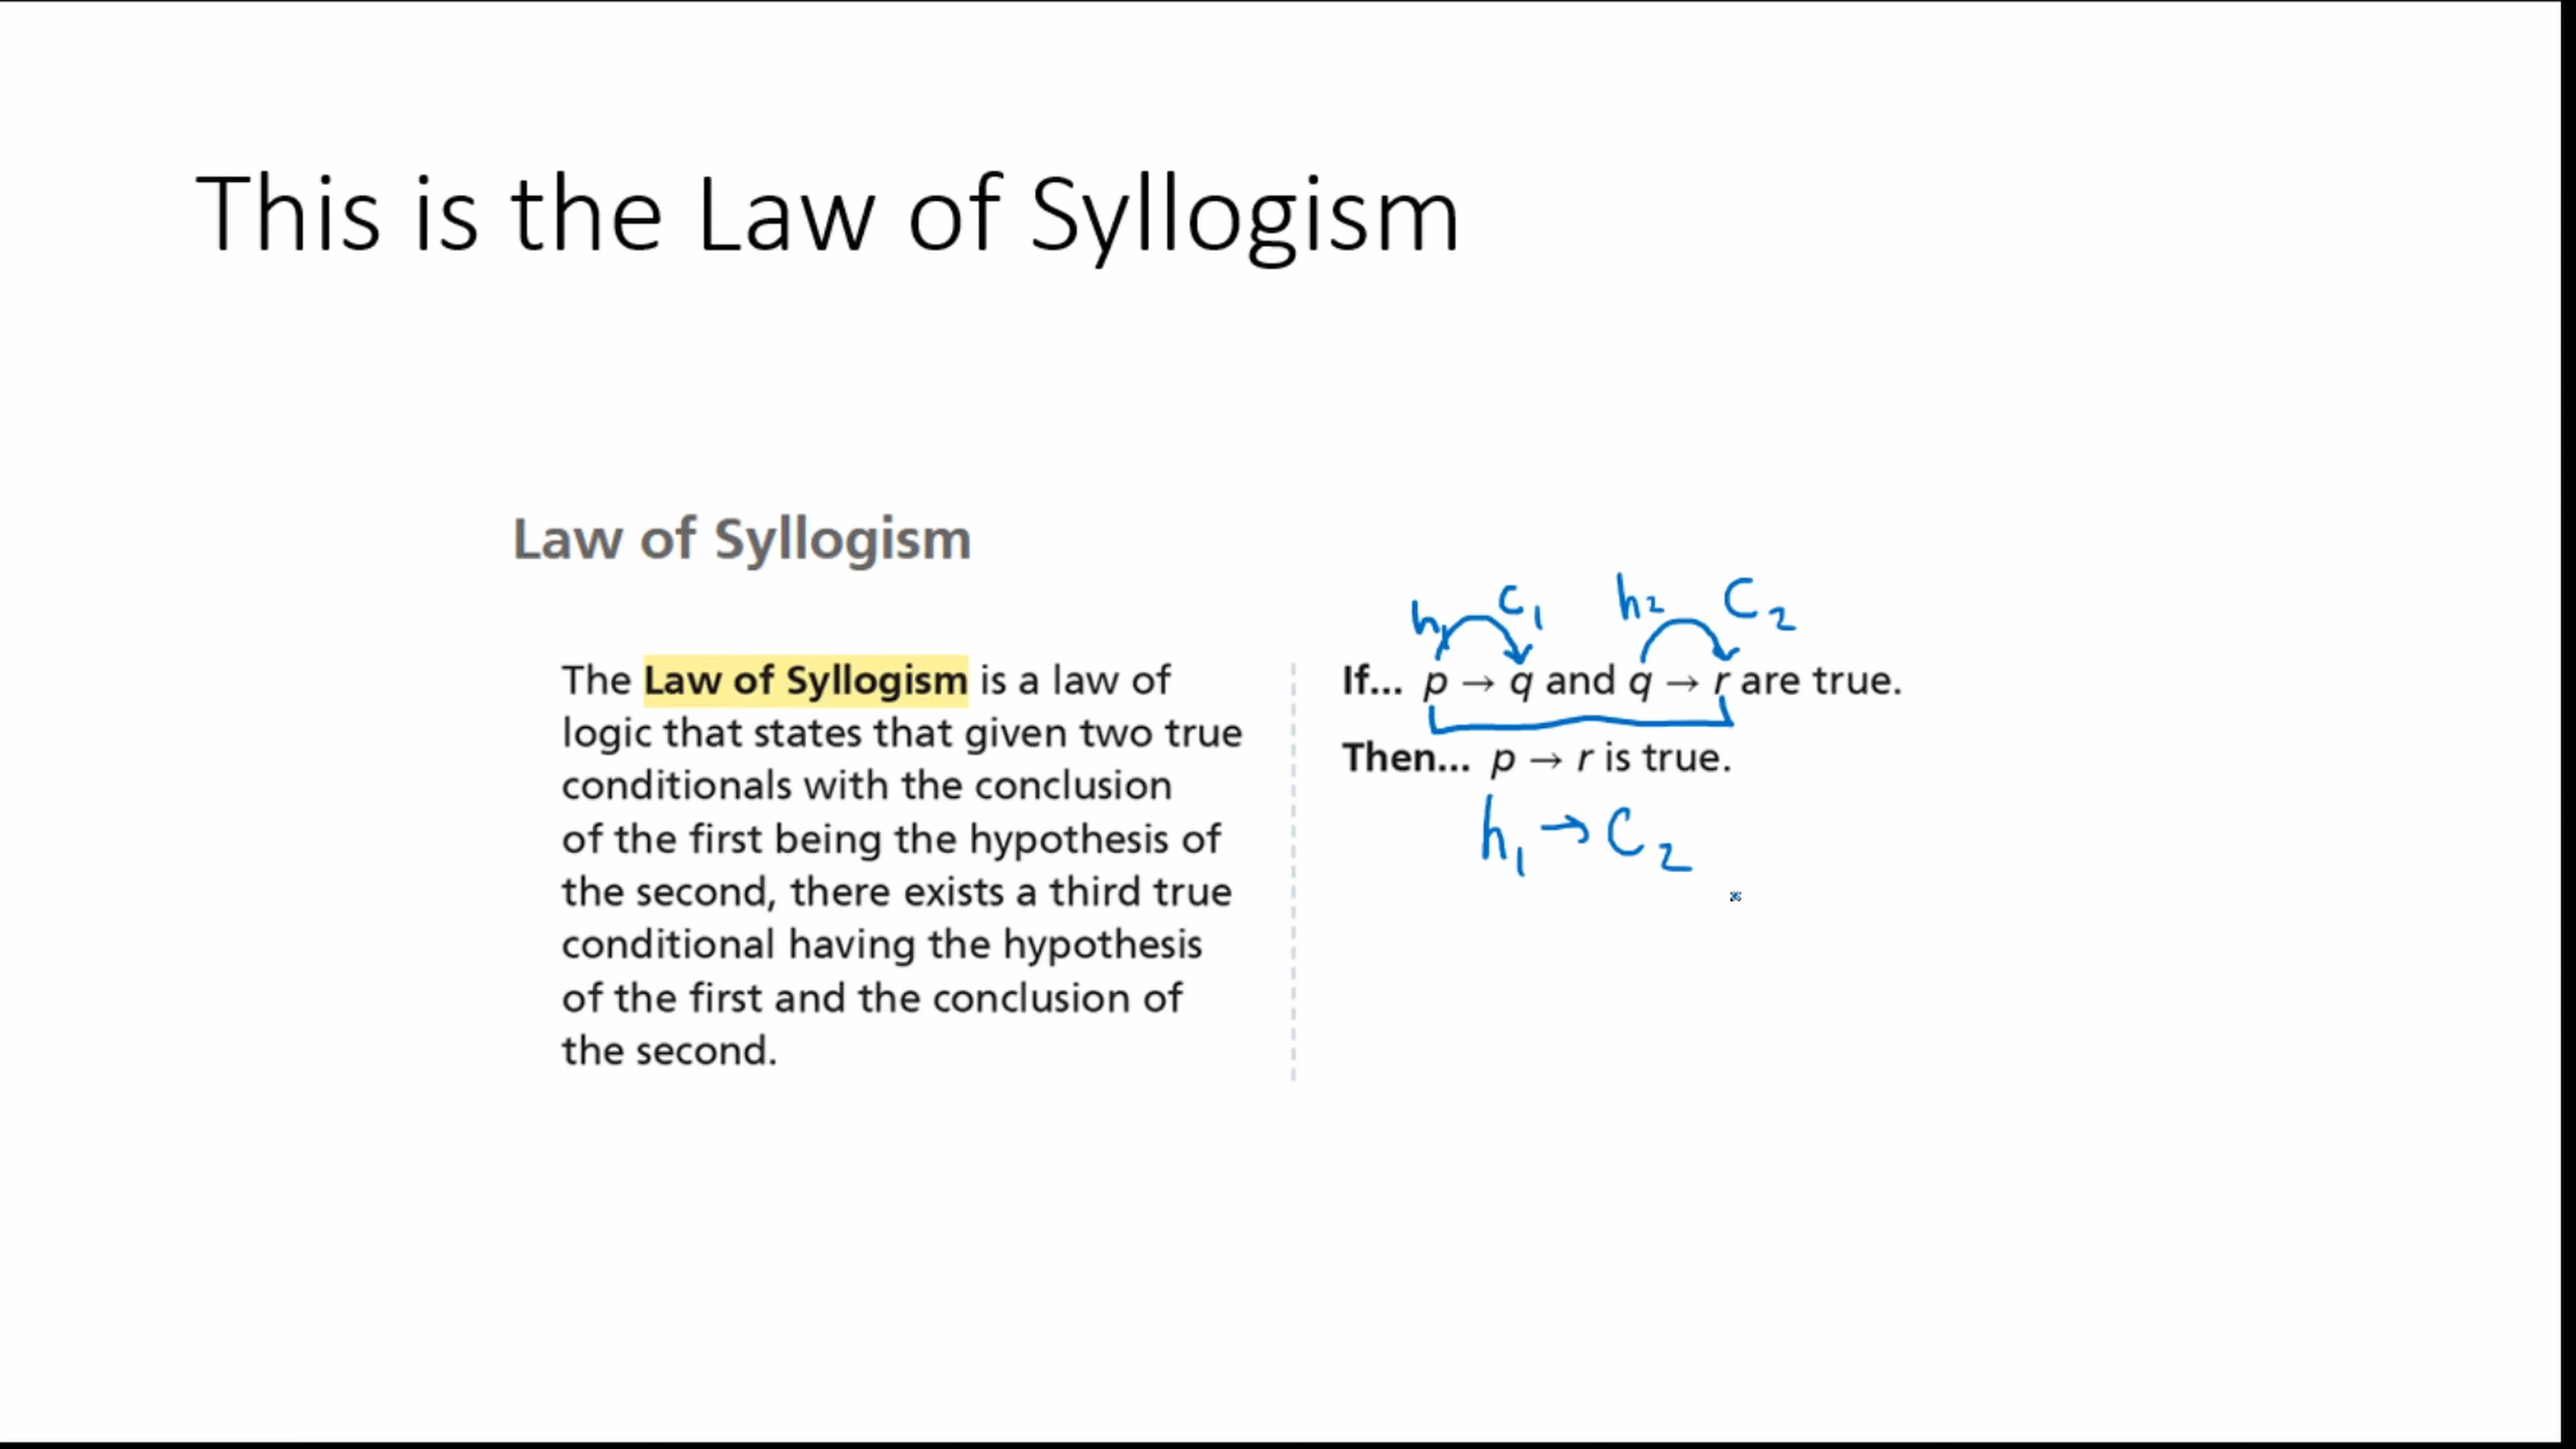 This is the Law of Syllogism
Law of Syllogism
The Law of Syllogism is a law of
logic that states that given two true
conditionals with the conclusion
of the first being the hypothesis of
the second, there exists a third true
conditional having the hypothesis
of the first and the conclusion of
the second.
h₁ C₁ h₂ C₂
If... p → q and q → r are true.
Then... p → r is true.
h₁ → C₂